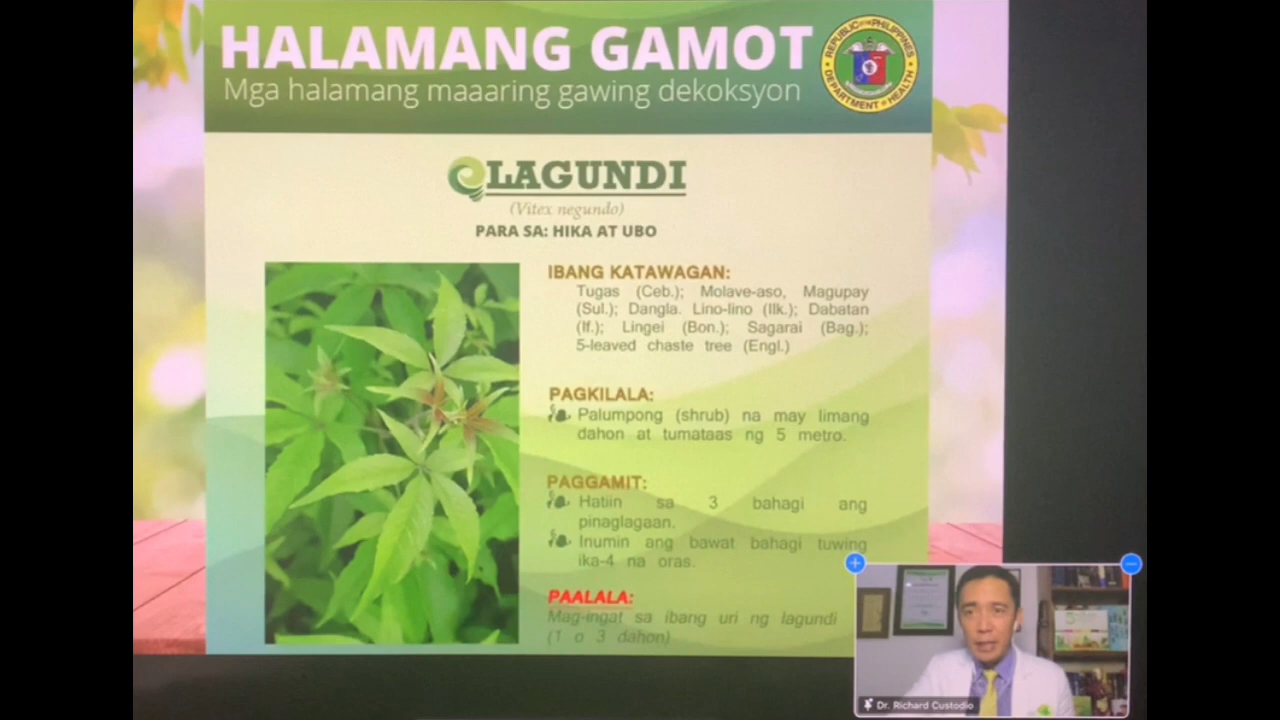 HALAMANG GAMOT
Mga halamang maaaring gawing dekoksyon
REPUBLIC OF THE PHILIPPINES
DEPARTMENT of HEALTH
LAGUNDI
(Vitex negundo)
PARA SA: HIKA AT UBO
IBANG KATAWAGAN:
Tugas (Ceb.); Molave-aso, Magupay
(Sul.); Dangla. Lino-lino (Ilk.); Dabatan
(If.); Lingei (Bon.); Sagarai (Bag.);
5-leaved chaste tree (Engl.)
PAGKILALA:
Palumpong (shrub) na may limang
dahon at tumataas ng 5 metro.
PAGGAMIT:
Hatiin sa 3 bahagi ang
pinaglagaan.
Inumin ang bawat bahagi tuwing
ika-4 na oras.
PAALALA:
Mag-ingat sa ibang uri ng lagundi
(1 o 3 dahon)
Dr. Richard Custodio